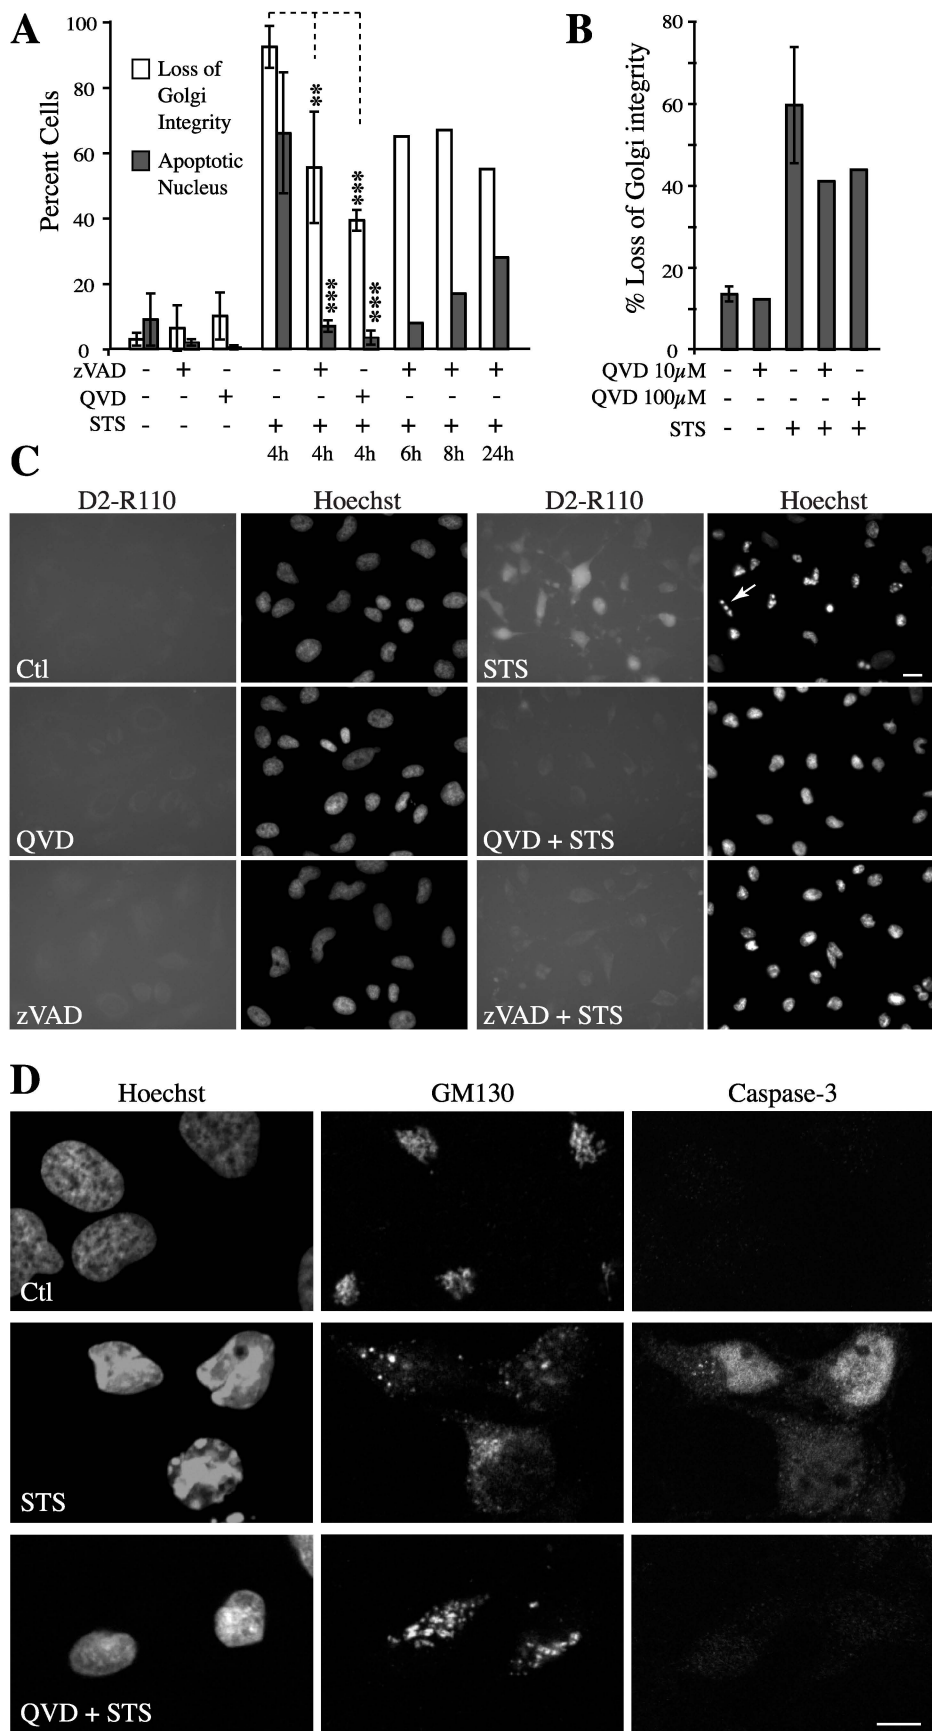 A
B
100
80
60
40
20
0
Percent Cells
Loss of
Golgi
Integrity
Apoptotic
Nucleus
**
***
***
***
zVAD - + - - + - + + +
QVD - - + - - + - - -
STS - - - + + + + + +
4h 4h 4h 6h 8h 24h
80
60
40
20
0
% Loss of Golgi integrity
QVD 10µM - + - + -
QVD 100µM - - - - +
STS - - + + +
C
D2-R110 Hoechst D2-R110 Hoechst
Ctl STS
QVD QVD + STS
zVAD zVAD + STS
D
Hoechst GM130 Caspase-3
Ctl
STS
QVD + STS